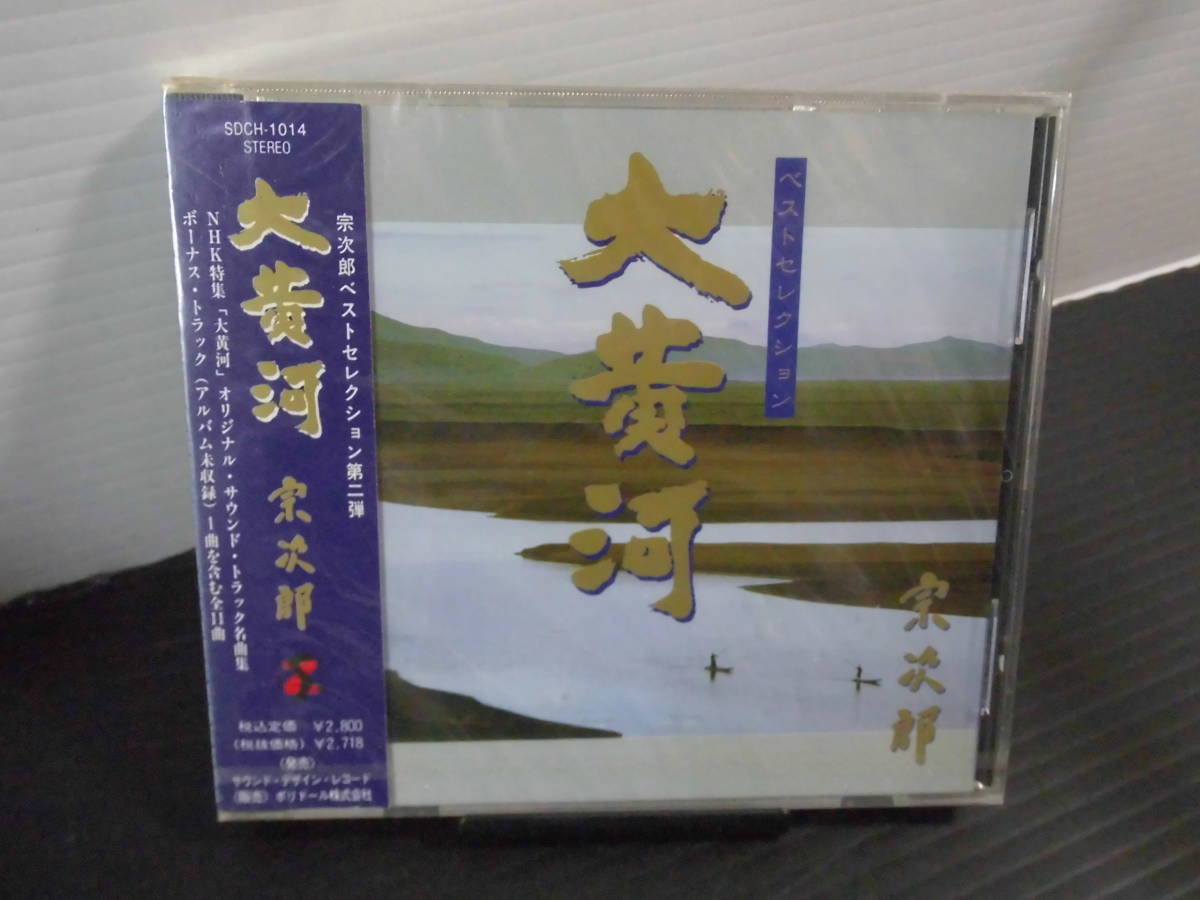 SDCH-1014
STEREO
宗次郎ベストセレクション第二弾
大黄河 宗次郎
NHK特集「大黄河」オリジナル・サウンド・トラック名曲集
ボーナス・トラック(アルバム未収録)1曲を含む全11曲
税込定価 ¥2,800
(税抜価格) ¥2,718
(発売)
サウンド・デザイン・レコード
(販売) ポリドール株式会社
ベストセレクション
大黄河
宗次郎